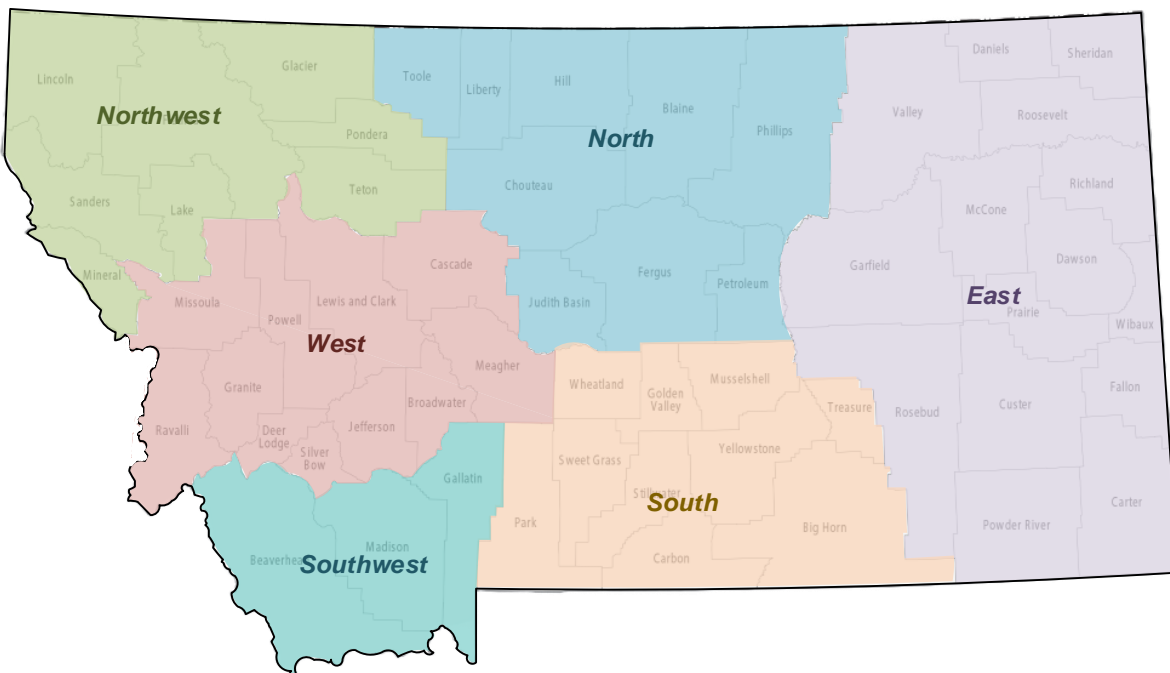 Daniels
Sheridan
Glacier
Toole
Lincoln
Liberty
Hill
Blaine
Valley
Roosevelt
Northwest
Pondera
North
Phillips
Chouteau
Richland
Teton
Sanders
Lake
McCone
Cascade
Fergus
Garfield
Dawson
Mineral
Petroleum
East
Missoula
Lewis and Clark
Judith Basin
Prairie
Powell
Wibaux
West
Meagher
Wheatland
Musselshell
Granite
Golden
Valley
Fallon
Broadwater
Treasure
Rosebud
Custer
Ravalli
Deer
Lodge
Jefferson
Silver
Bow
Yellowstone
Sweet Grass
Gallatin
Stillwater
South
Carter
Park
Big Horn
Powder River
Madison
Beaverhead
Southwest
Carbon